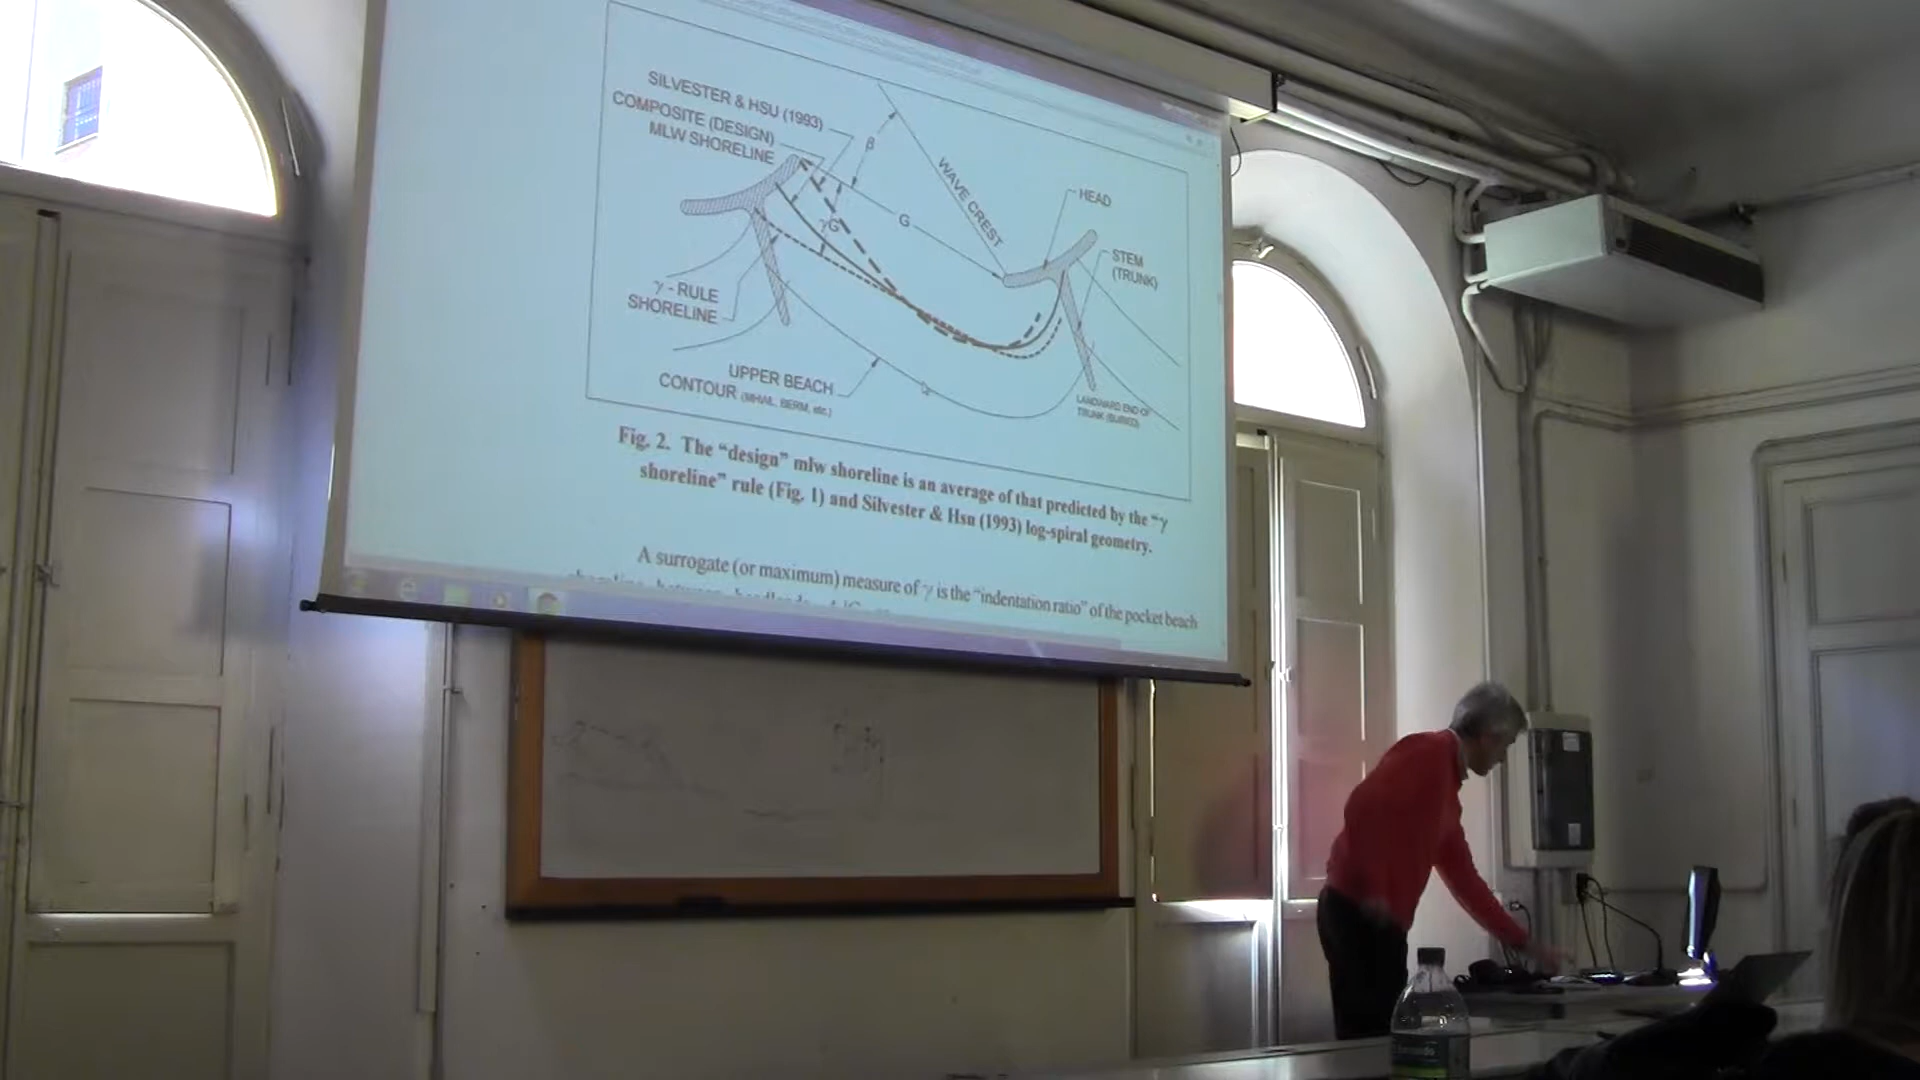 SILVESTER & HSU (1993)
COMPOSITE (DESIGN)
MLW SHORELINE
β
WAVE CREST
HEAD
G
γG
STEM
(TRUNK)
γ - RULE
SHORELINE
UPPER BEACH
CONTOUR (MHWL, BERM, etc.)
LANDWARD END OF
TRUNK (BURIED)
Fig. 2. The “design” mlw shoreline is an average of that predicted by the “γ
shoreline” rule (Fig. 1) and Silvester & Hsu (1993) log-spiral geometry.
A surrogate (or maximum) measure of γ is the “indentation ratio” of the pocket beach